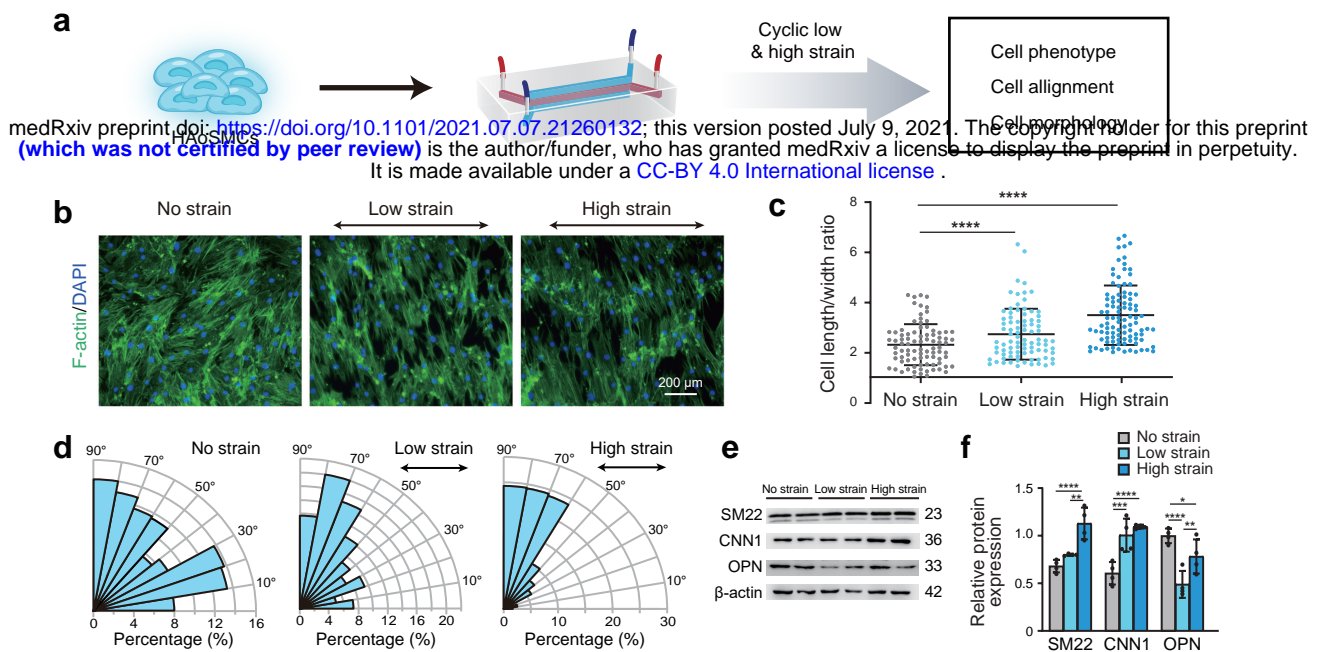 a
Cyclic low
& high strain
Cell phenotype
Cell allignment
Cell morphology
HAoSMCs
medRxiv preprint doi: https://doi.org/10.1101/2021.07.07.21260132; this version posted July 9, 2021. The copyright holder for this preprint
(which was not certified by peer review) is the author/funder, who has granted medRxiv a license to display the preprint in perpetuity.
It is made available under a CC-BY 4.0 International license .
b
No strain
Low strain
High strain
F-actin/DAPI
200 µm
c
Cell length/width ratio
8
6
4
2
0
****
****
No strain
Low strain
High strain
d
No strain
90°
70°
50°
30°
10°
0 4 8 12 16
Percentage (%)
Low strain
90°
70°
50°
30°
10°
0 4 8 12 16 20
Percentage (%)
High strain
90°
70°
50°
30°
10°
0 10 20 30
Percentage (%)
e
No strain Low strain High strain
SM22 23
CNN1 36
OPN 33
β-actin 42
f
No strain
Low strain
High strain
Relative protein
expression
1.5
1.0
0.5
0
****
**
****
***
*
****
**
SM22 CNN1 OPN